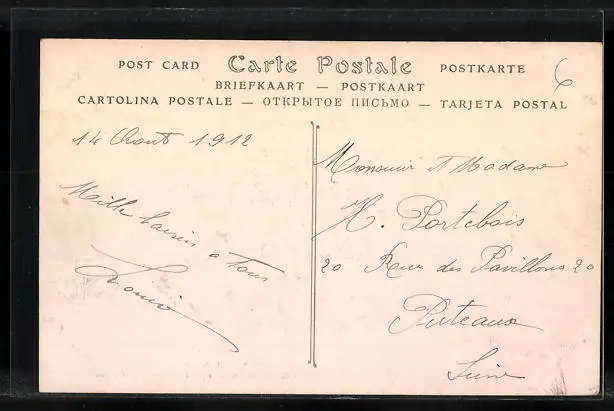 POST CARD Carte Postale POSTKARTE
BRIEFKAART — POSTKAART
CARTOLINA POSTALE — ОТКРЫТОЕ ПИСЬМО — TARJETA POSTAL
6
14 Aout 1912
Mille baisers a Tous
Monsieur et Madame
H. Portebois
20 Rue des Pavillons 20
Puteaux
Seine